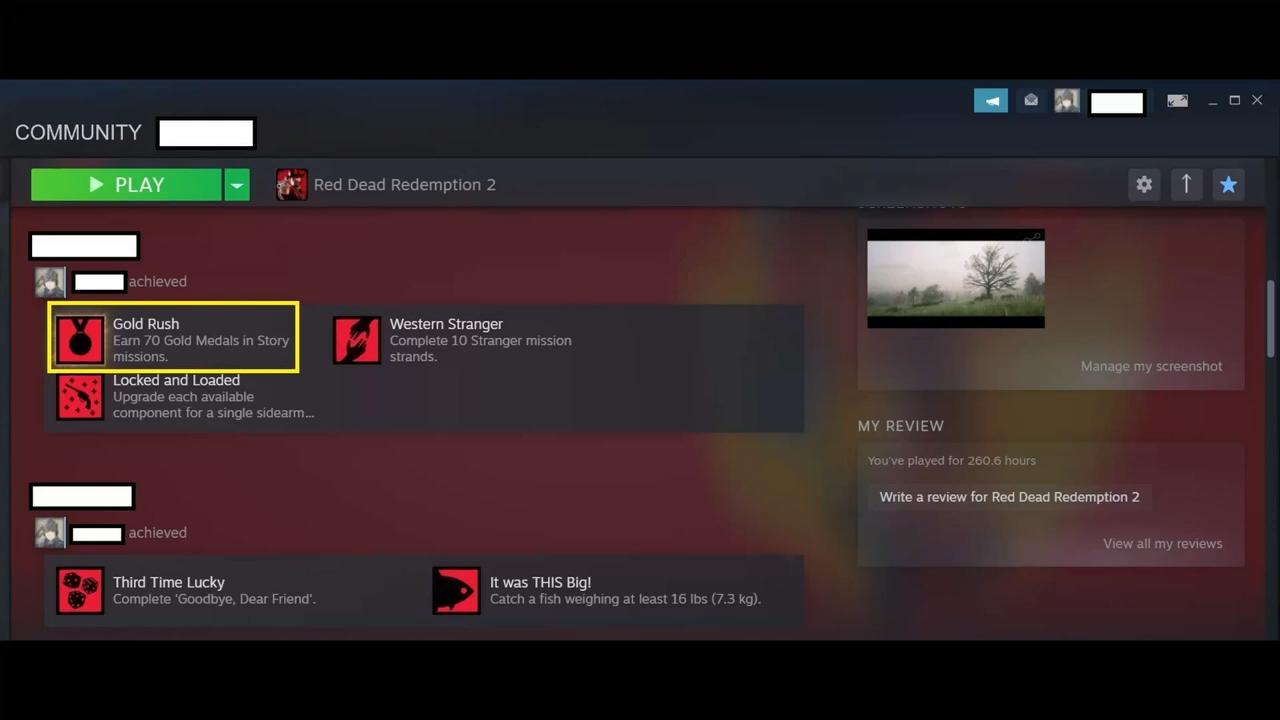 COMMUNITY
PLAY
Red Dead Redemption 2
achieved
Gold Rush
Earn 70 Gold Medals in Story
missions.
Western Stranger
Complete 10 Stranger mission
strands.
Locked and Loaded
Upgrade each available
component for a single sidearm...
achieved
Third Time Lucky
Complete 'Goodbye, Dear Friend'.
It was THIS Big!
Catch a fish weighing at least 16 lbs (7.3 kg).
Manage my screenshot
MY REVIEW
You've played for 260.6 hours
Write a review for Red Dead Redemption 2
View all my reviews